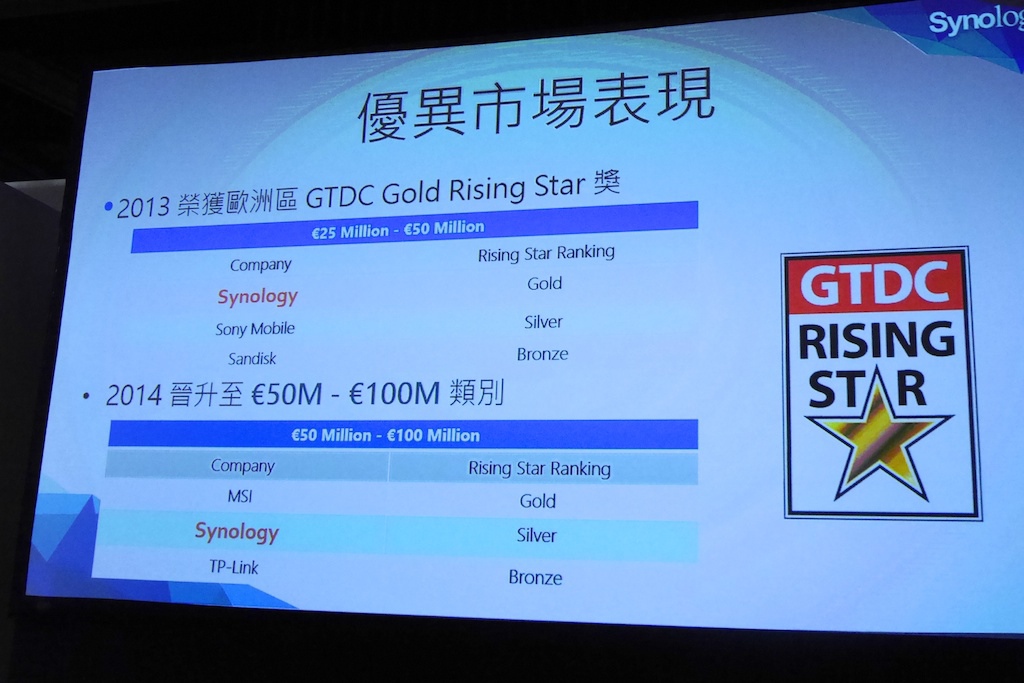 Synolog
優異市場表現
• 2013 榮獲歐洲區 GTDC Gold Rising Star 獎
€25 Million - €50 Million
Company Rising Star Ranking
Synology Gold
Sony Mobile Silver
Sandisk Bronze
• 2014 晉升至 €50M - €100M 類別
€50 Million - €100 Million
Company Rising Star Ranking
MSI Gold
Synology Silver
TP-Link Bronze
GTDC
RISING
STAR